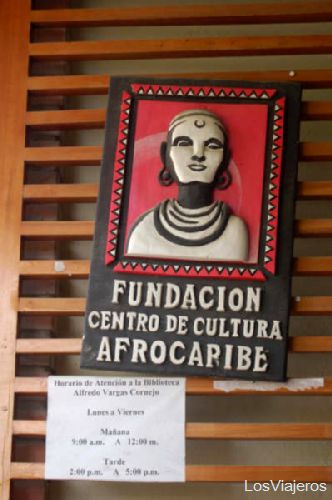 FUNDACION
CENTRO DE CULTURA
AFROCARIBE
Horario de Atención a la Biblioteca
Alfredo Vargas Cornejo
Lunes a Viernes
Mañana
9:00 a.m. A 12:00 m.
Tarde
2:00 p.m. A 5:00 p.m.
LosViajeros